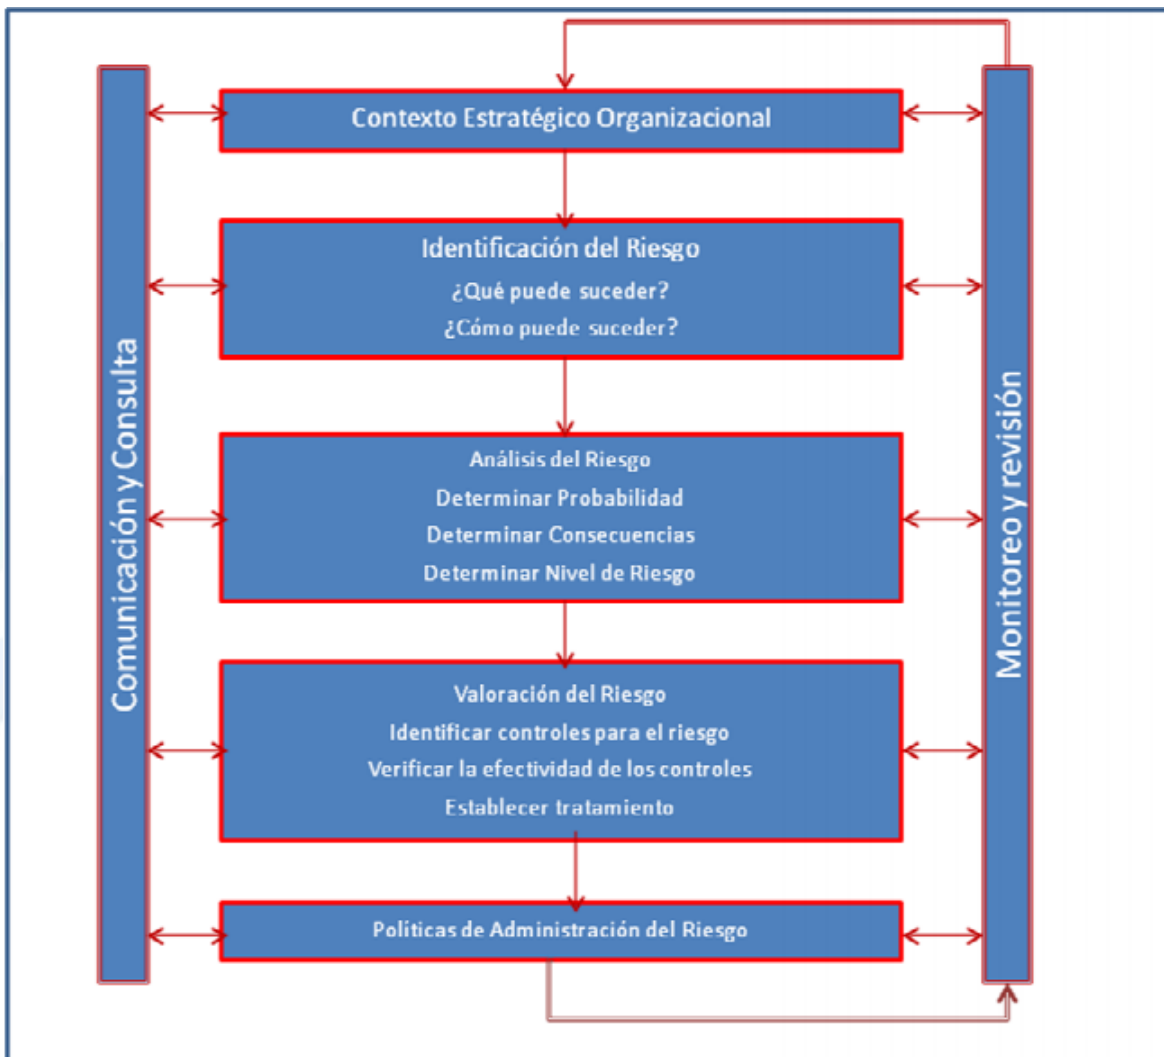 Comunicación y Consulta
Contexto Estratégico Organizacional
Identificación del Riesgo
¿Qué puede suceder?
¿Cómo puede suceder?
Análisis del Riesgo
Determinar Probabilidad
Determinar Consecuencias
Determinar Nivel de Riesgo
Valoración del Riesgo
Identificar controles para el riesgo
Verificar la efectividad de los controles
Establecer tratamiento
Políticas de Administración del Riesgo
Monitoreo y revisión